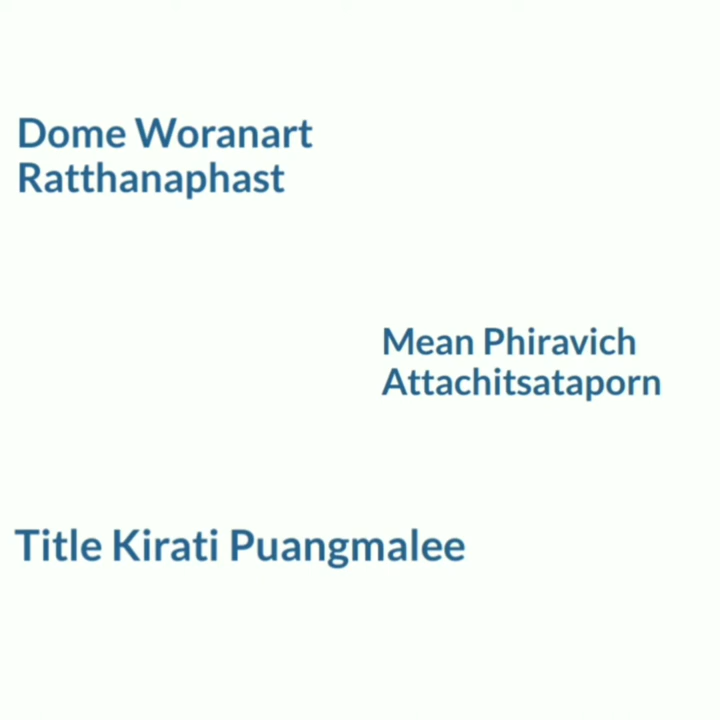 Dome Woranart
Ratthanaphast
Mean Phiravich
Attachitsataporn
Title Kirati Puangmalee